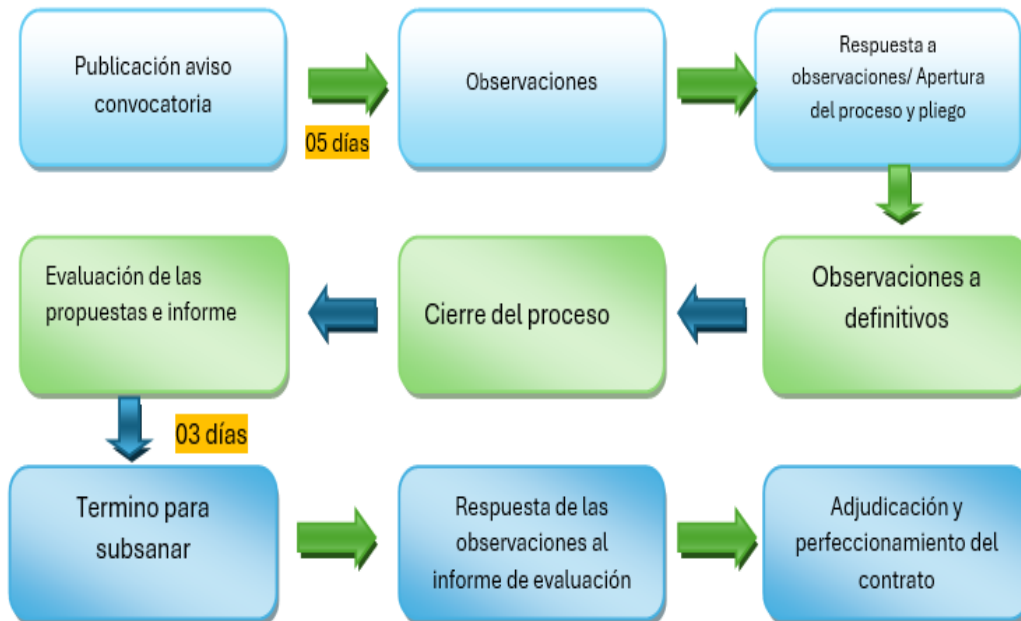 Publicación aviso
convocatoria
05 días
Observaciones
Respuesta a
observaciones/ Apertura
del proceso y pliego
Observaciones a
definitivos
Cierre del proceso
Evaluación de las
propuestas e informe
03 días
Termino para
subsanar
Respuesta de las
observaciones al
informe de evaluación
Adjudicación y
perfeccionamiento del
contrato